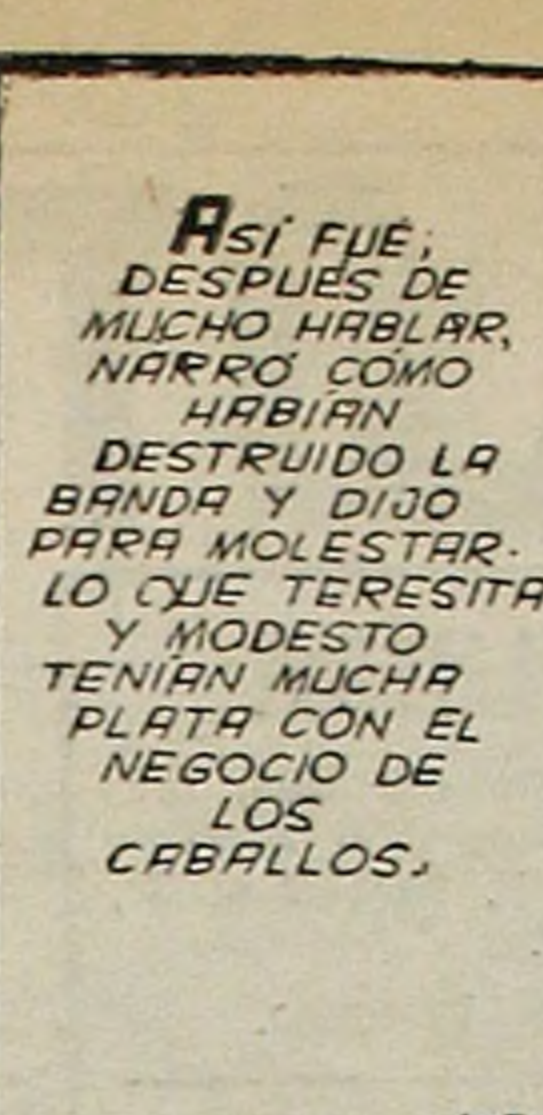 ASÍ FUÉ;
DESPUÉS DE
MUCHO HABLAR,
NARRÓ CÓMO
HABÍAN
DESTRUIDO LA
BANDA Y DIJO
PARA MOLESTAR-
LO QUE TERESITA
Y MODESTO
TENÍAN MUCHA
PLATA CON EL
NEGOCIO DE
LOS
CABALLOS.